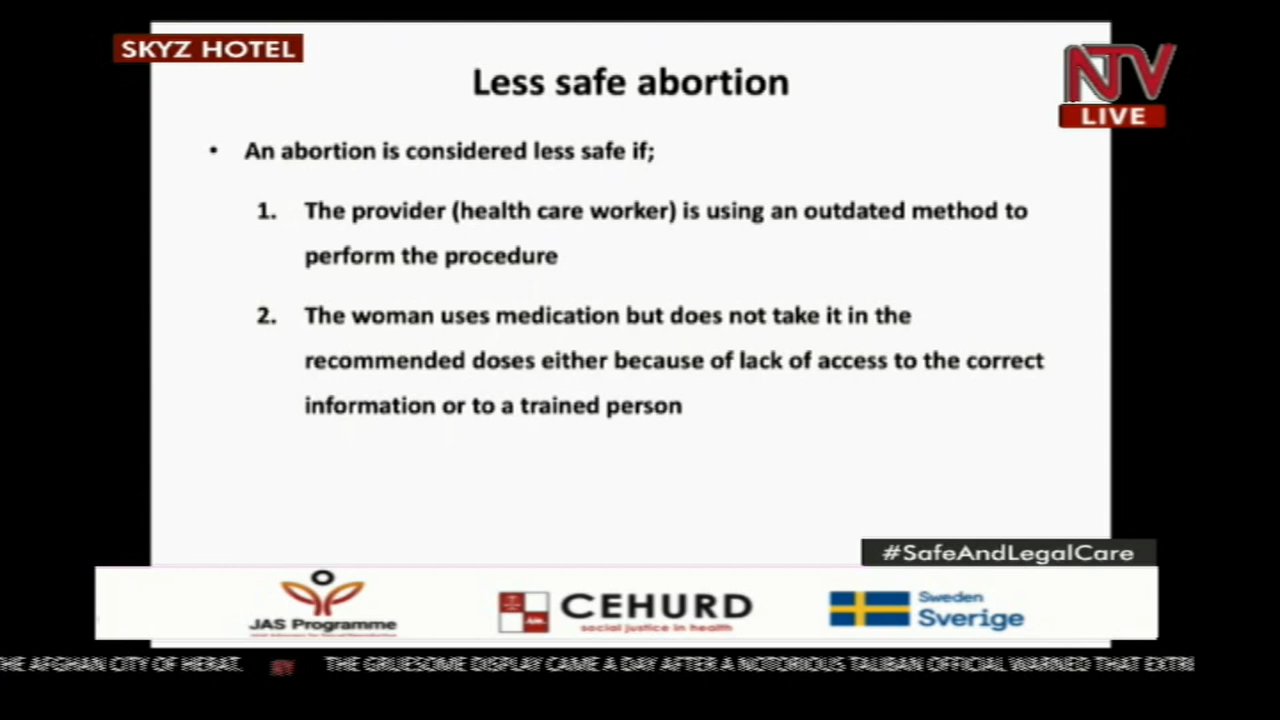 SKYZ HOTEL
NTV
LIVE
Less safe abortion
• An abortion is considered less safe if;
1. The provider (health care worker) is using an outdated method to
perform the procedure
2. The woman uses medication but does not take it in the
recommended doses either because of lack of access to the correct
information or to a trained person
#SafeAndLegalCare
JAS Programme
CEHURD
social justice in health
Sweden
Sverige
HE AFGHAN CITY OF HERAT. THE GRUESOME DISPLAY CAME A DAY AFTER A NOTORIOUS TALIBAN OFFICIAL WARNED THAT EXTR